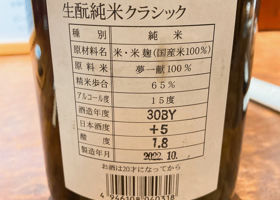 生酛純米クラシック
種別 純米
原材料名 米・米麹(国産米100%)
原料米 夢一献100%
精米歩合 65%
アルコール度 15度
酒造年度 30BY
日本酒度 +5
酸度 1.8
製造年月 2022.10.
お酒は20才になってから
4946108040318